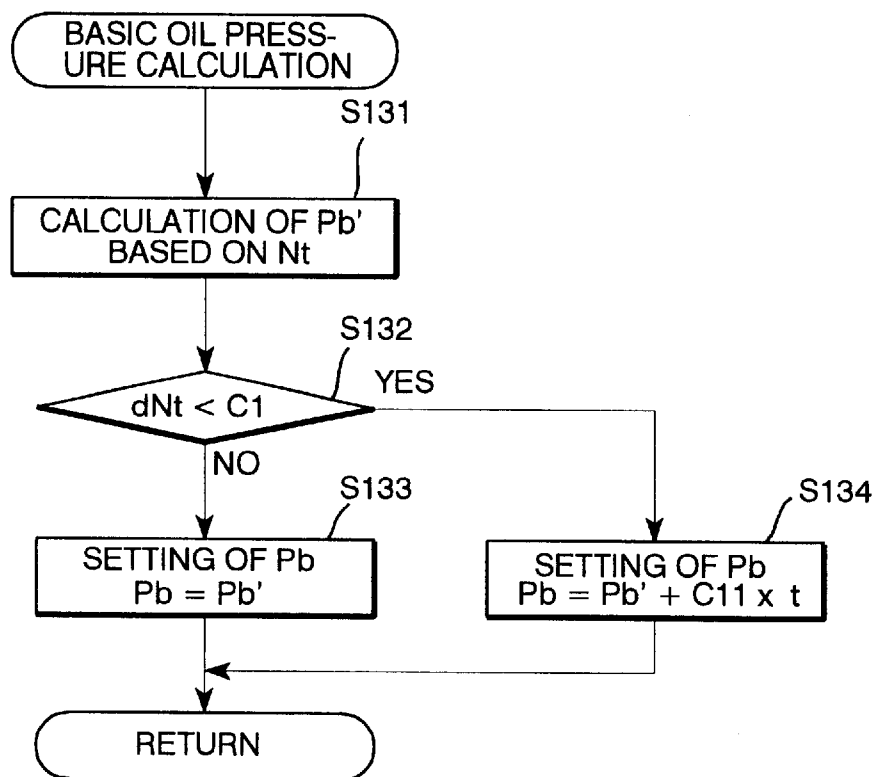 BASIC OIL PRESS-
URE CALCULATION
S131
CALCULATION OF Pb'
BASED ON Nt
S132
dNt < C1
YES
NO
S133
SETTING OF Pb
Pb = Pb'
S134
SETTING OF Pb
Pb = Pb' + C11 x t
RETURN